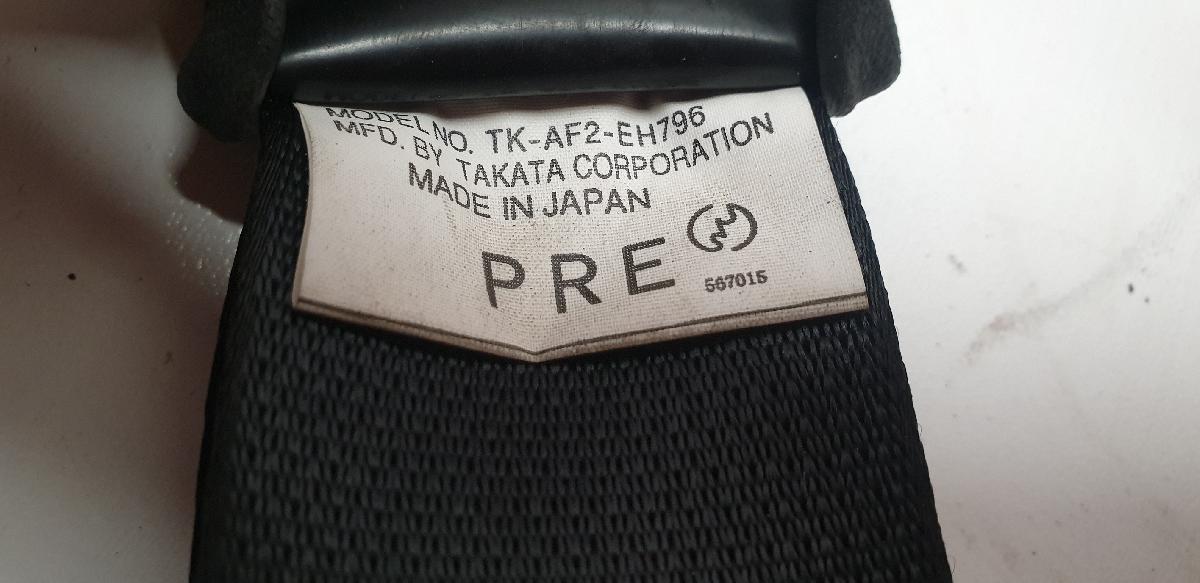 MODEL NO. TK-AF2-EH796
MFD. BY TAKATA CORPORATION
MADE IN JAPAN
PRE
567015